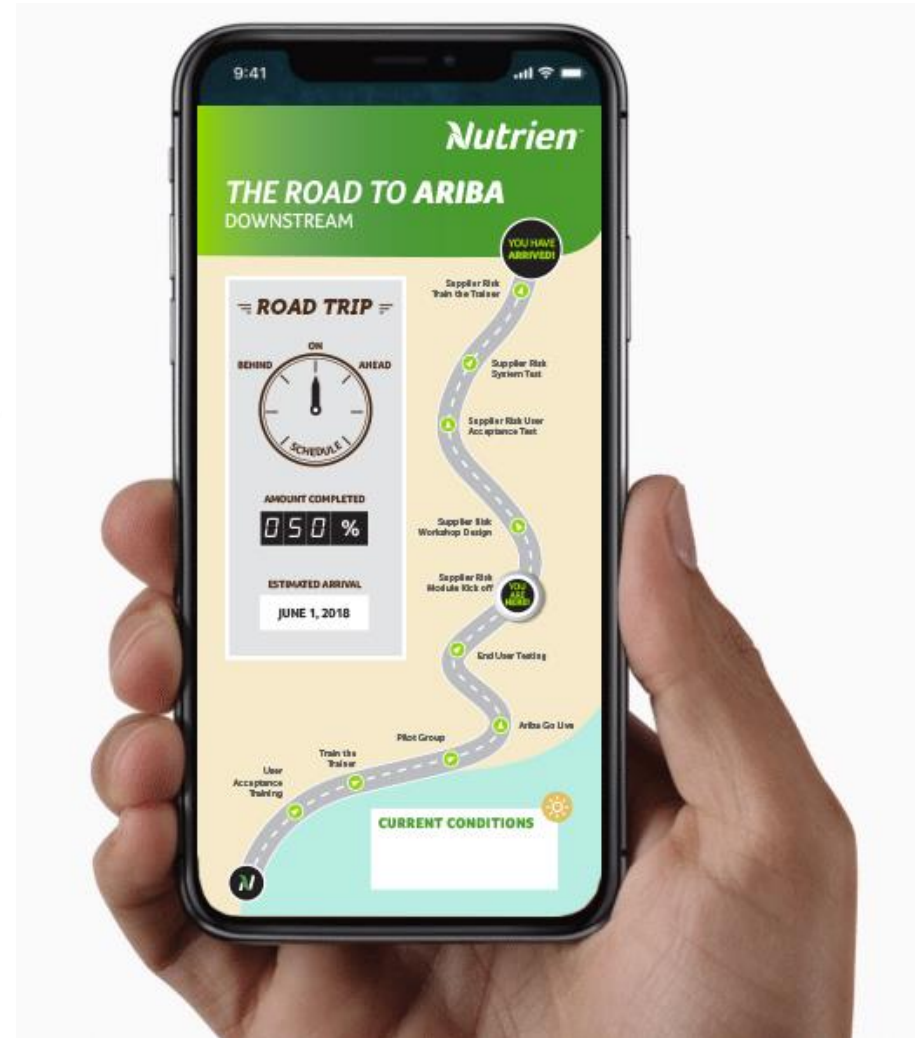 9:41
Nutrien
THE ROAD TO ARIBA
DOWNSTREAM
YOU HAVE
ARRIVED!
Supplier Risk
Train the Trainer
ROAD TRIP
ON
BEHIND
AHEAD
SCHEDULE
Supplier Risk
System Test
Supplier Risk User
Acceptance Test
AMOUNT COMPLETED
050 %
Supplier Risk
Workshop Design
ESTIMATED ARRIVAL
JUNE 1, 2018
Supplier Risk
Module Kick off
YOU
ARE
HERE!
End User Testing
Ariba Go Live
Pilot Group
Train the
Trainer
User
Acceptance
Training
CURRENT CONDITIONS
N